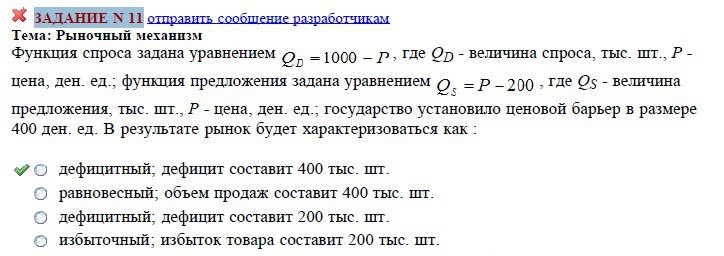 ЗАДАНИЕ N 11 отправить сообщение разработчикам
Тема: Рыночный механизм
Функция спроса задана уравнением Q_D = 1000 − P, где QD - величина спроса, тыс. шт., P -
цена, ден. ед.; функция предложения задана уравнением Q_S = P − 200, где QS - величина
предложения, тыс. шт., P - цена, ден. ед.; государство установило ценовой барьер в размере
400 ден. ед. В результате рынок будет характеризоваться как :
дефицитный; дефицит составит 400 тыс. шт.
равновесный; объем продаж составит 400 тыс. шт.
дефицитный; дефицит составит 200 тыс. шт.
избыточный; избыток товара составит 200 тыс. шт.